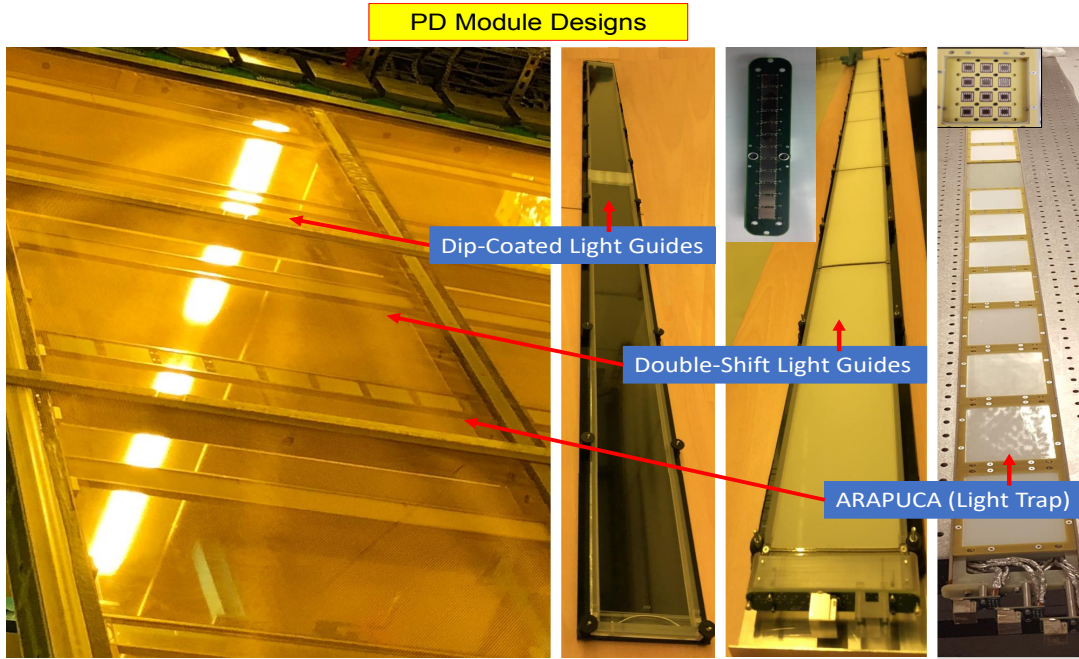 PD Module Designs
Dip-Coated Light Guides
Double-Shift Light Guides
ARAPUCA (Light Trap)